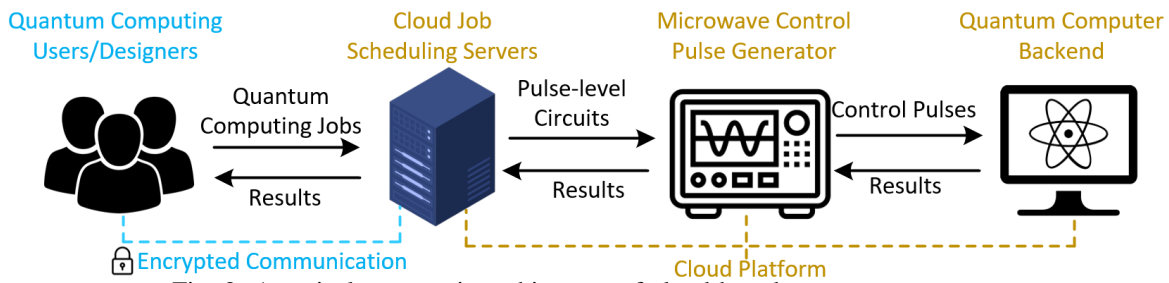 Quantum Computing
Users/Designers
Cloud Job
Scheduling Servers
Microwave Control
Pulse Generator
Quantum Computer
Backend
Quantum
Computing Jobs
Results
Pulse-level
Circuits
Results
Control Pulses
Results
Encrypted Communication
Cloud Platform